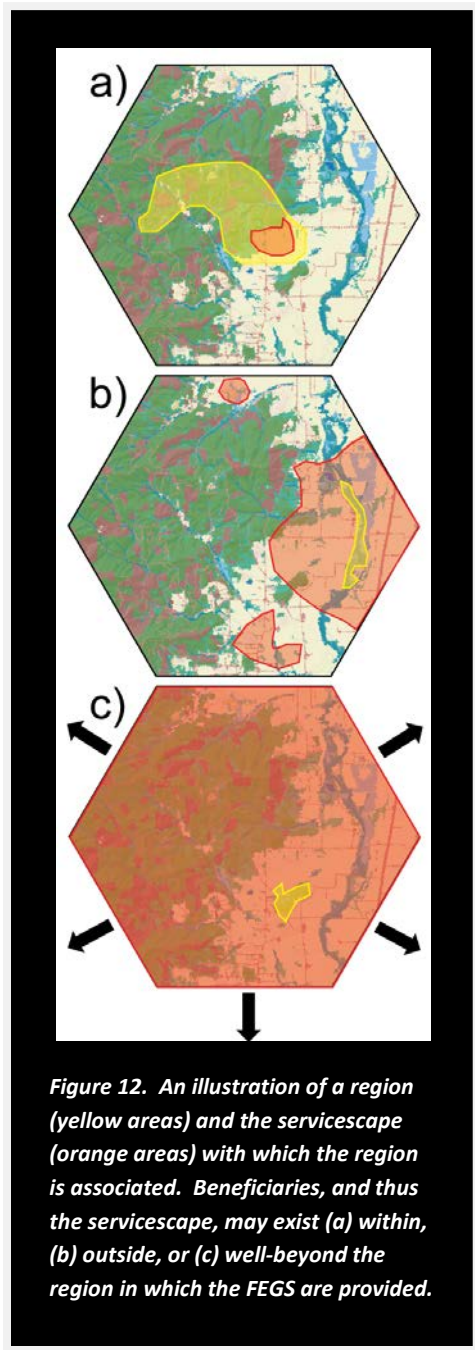 a)
b)
c)
Figure 12.  An illustration of a region
(yellow areas) and the servicescape
(orange areas) with which the region
is associated.  Beneficiaries, and thus
the servicescape, may exist (a) within,
(b) outside, or (c) well-beyond the
region in which the FEGS are provided.